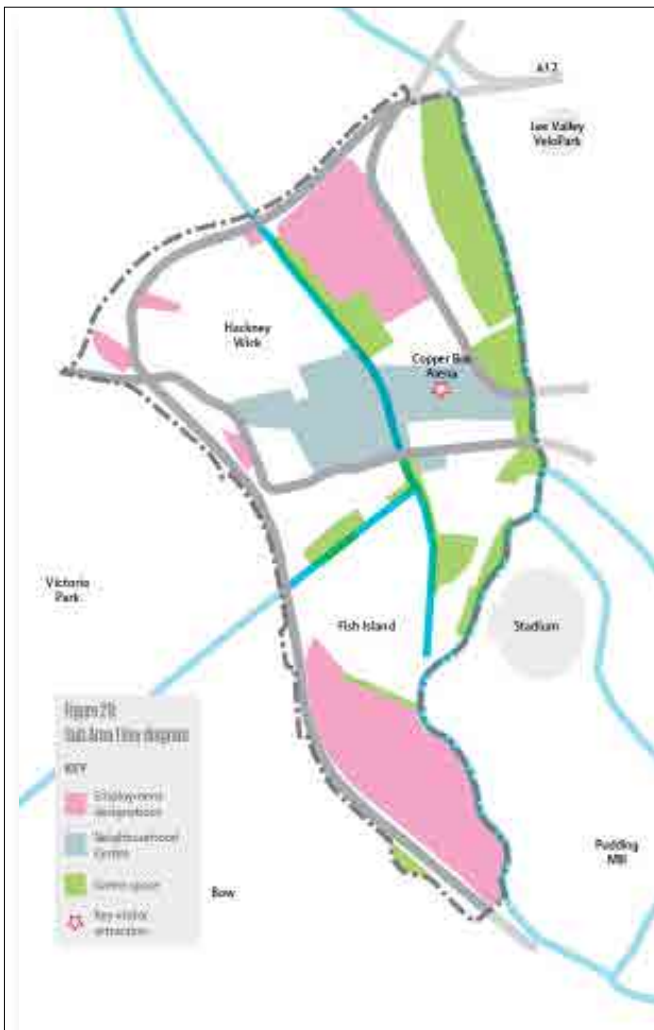 A12
Lee Valley
VeloPark
Hackney
Wick
Copper Box
Arena
Victoria
Park
Fish Island
Stadium
Figure 28
Sub Area 1 key diagram
KEY
Employment
designations
Neighbourhood
Centre
Green space
Key visitor
attraction
Bow
Pudding
Mill